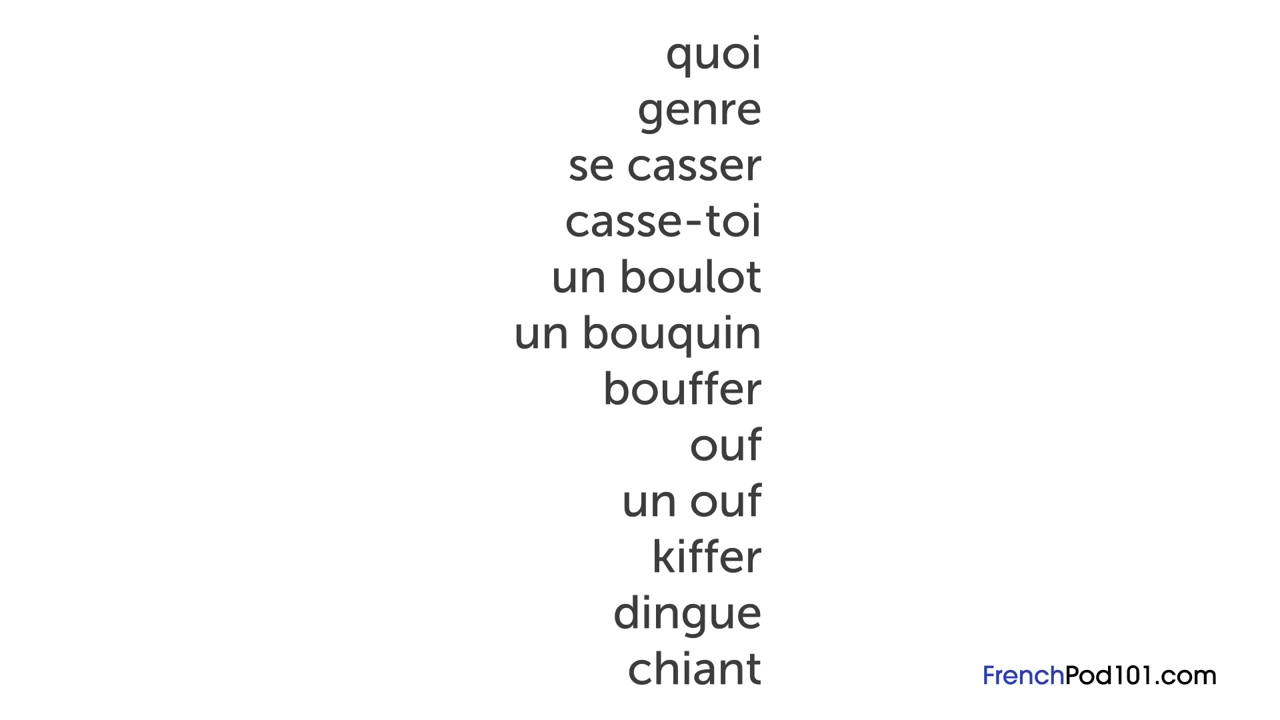 quoi
genre
se casser
casse-toi
un boulot
un bouquin
bouffer
ouf
un ouf
kiffer
dingue
chiant
FrenchPod101.com